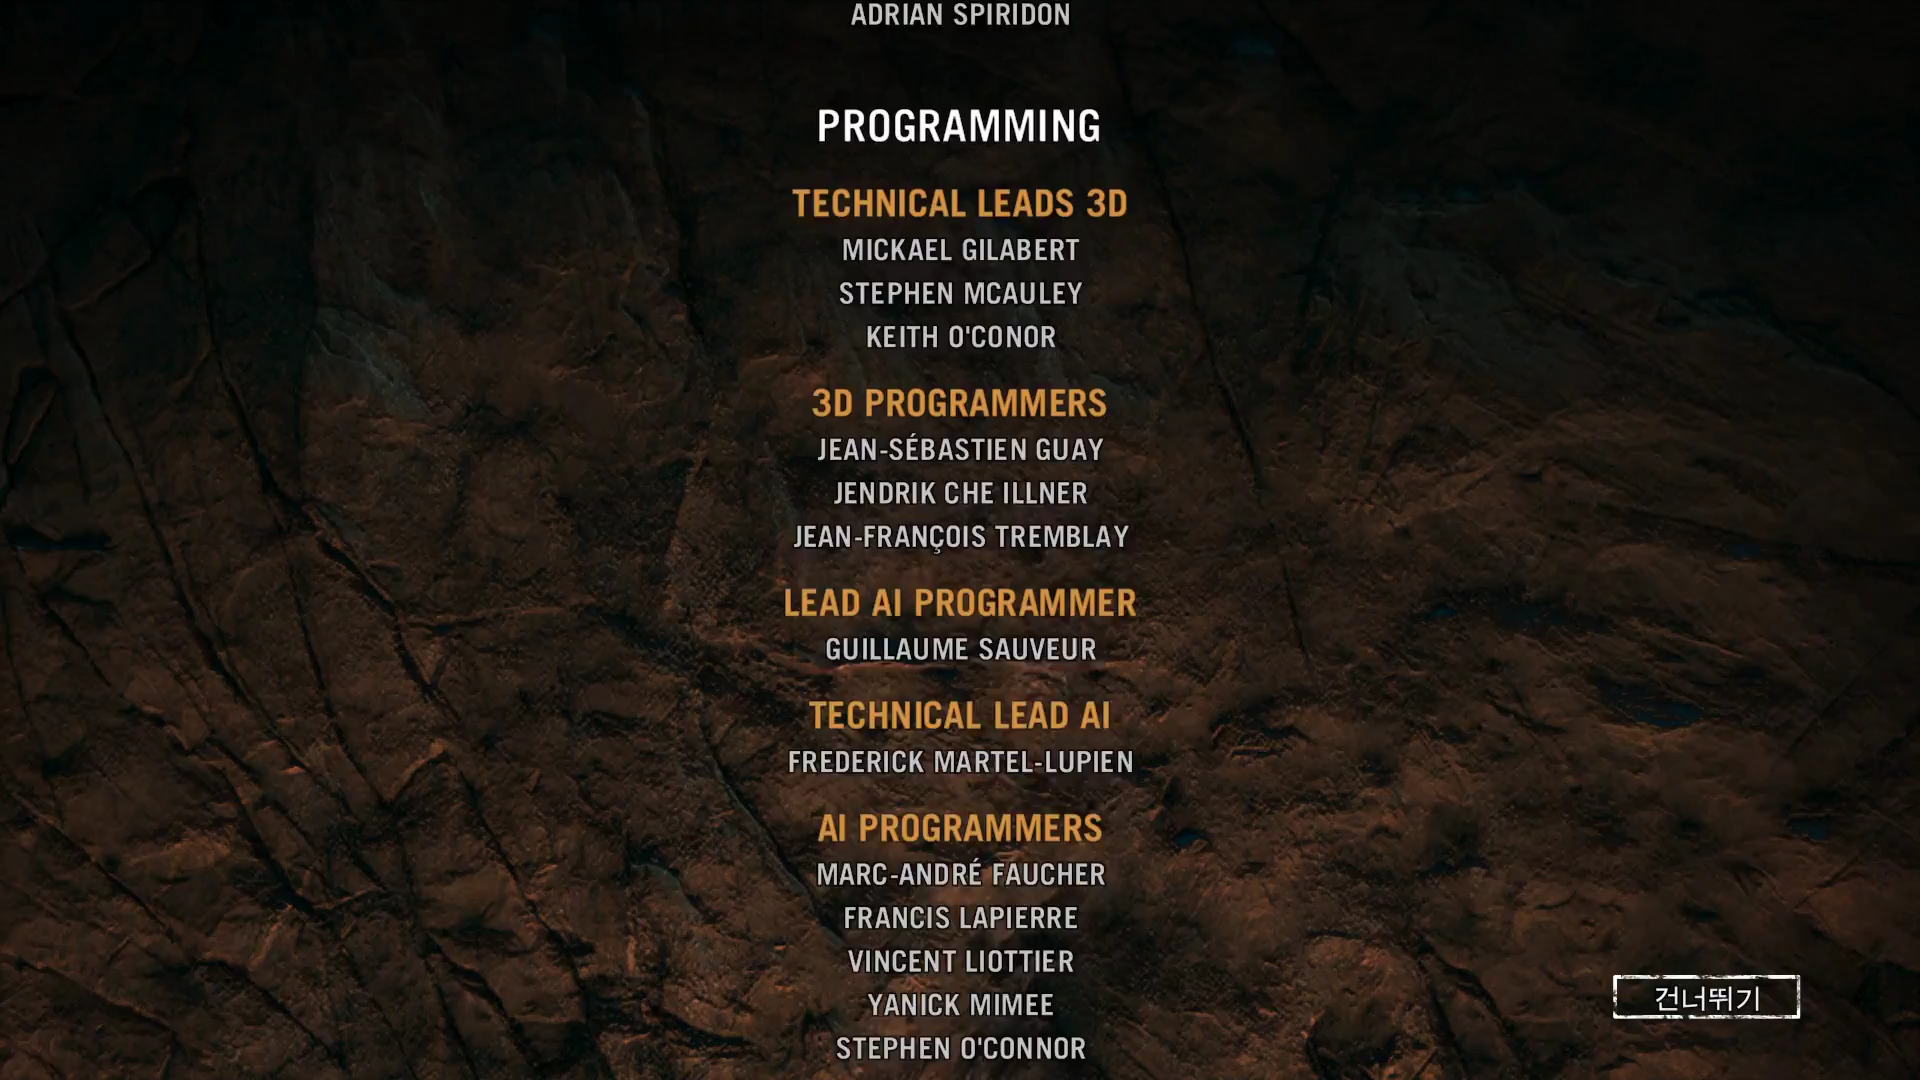 ADRIAN SPIRIDON
PROGRAMMING
TECHNICAL LEADS 3D
MICKAEL GILABERT
STEPHEN MCAULEY
KEITH O'CONOR
3D PROGRAMMERS
JEAN-SÉBASTIEN GUAY
JENDRIK CHE ILLNER
JEAN-FRANÇOIS TREMBLAY
LEAD AI PROGRAMMER
GUILLAUME SAUVEUR
TECHNICAL LEAD AI
FREDERICK MARTEL-LUPIEN
AI PROGRAMMERS
MARC-ANDRÉ FAUCHER
FRANCIS LAPIERRE
VINCENT LIOTTIER
YANICK MIMEE
STEPHEN O'CONNOR
건너뛰기